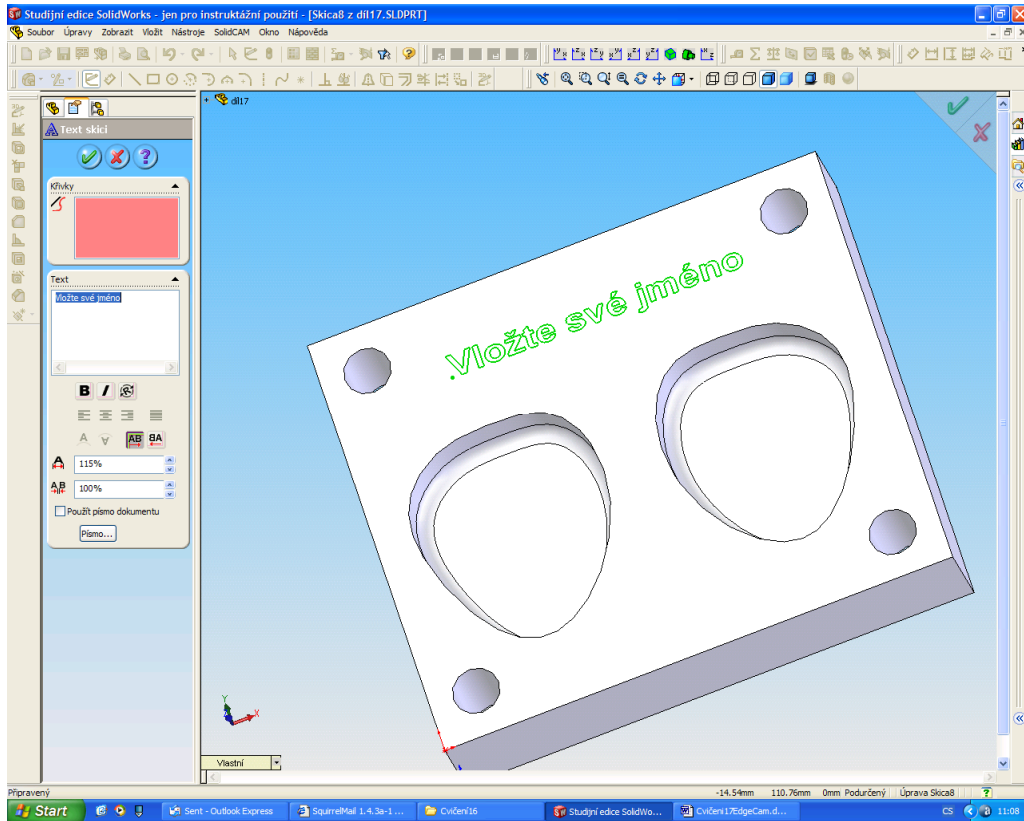 Studijní edice SolidWorks - jen pro instruktážní použití - [Skica8 z díl17.SLDPRT]
Soubor Úpravy Zobrazit Vložit Nástroje SolidCAM Okno Nápověda
díl17
Text skici
Křivky
Text
Vložte své jméno
B I
A A AB BA
A 115%
AB 100%
Použít písmo dokumentu
Písmo...
Vložte své jméno
Y
X
Vlastní
Připravený -14.54mm 110.76mm 0mm Podurčený Úprava Skica8
Start Sent - Outlook Express SquirrelMail 1.4.3a-1 ... Cvičení16 Studijní edice SolidWo... Cvičení17EdgeCam.d... CS 11:08